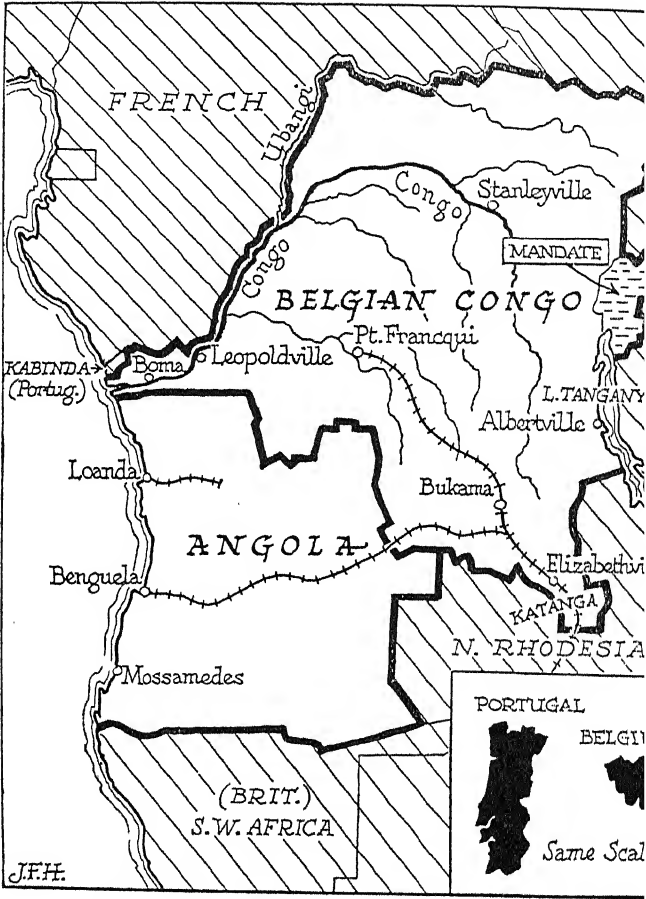 FRENCH
Ubangi
Congo
Stanleyville
MANDATE
Congo
BELGIAN CONGO
Pt. Francqui
KABINDA
(Portug.)
Boma
Leopoldville
L. TANGANY
Albertville
Loanda
Bukama
ANGOLA
Benguela
Elizabethvi
KATANGA
N. RHODESIA
Mossamedes
PORTUGAL
BELGI
(BRIT.)
S.W. AFRICA
Same Scal
J.F.H.